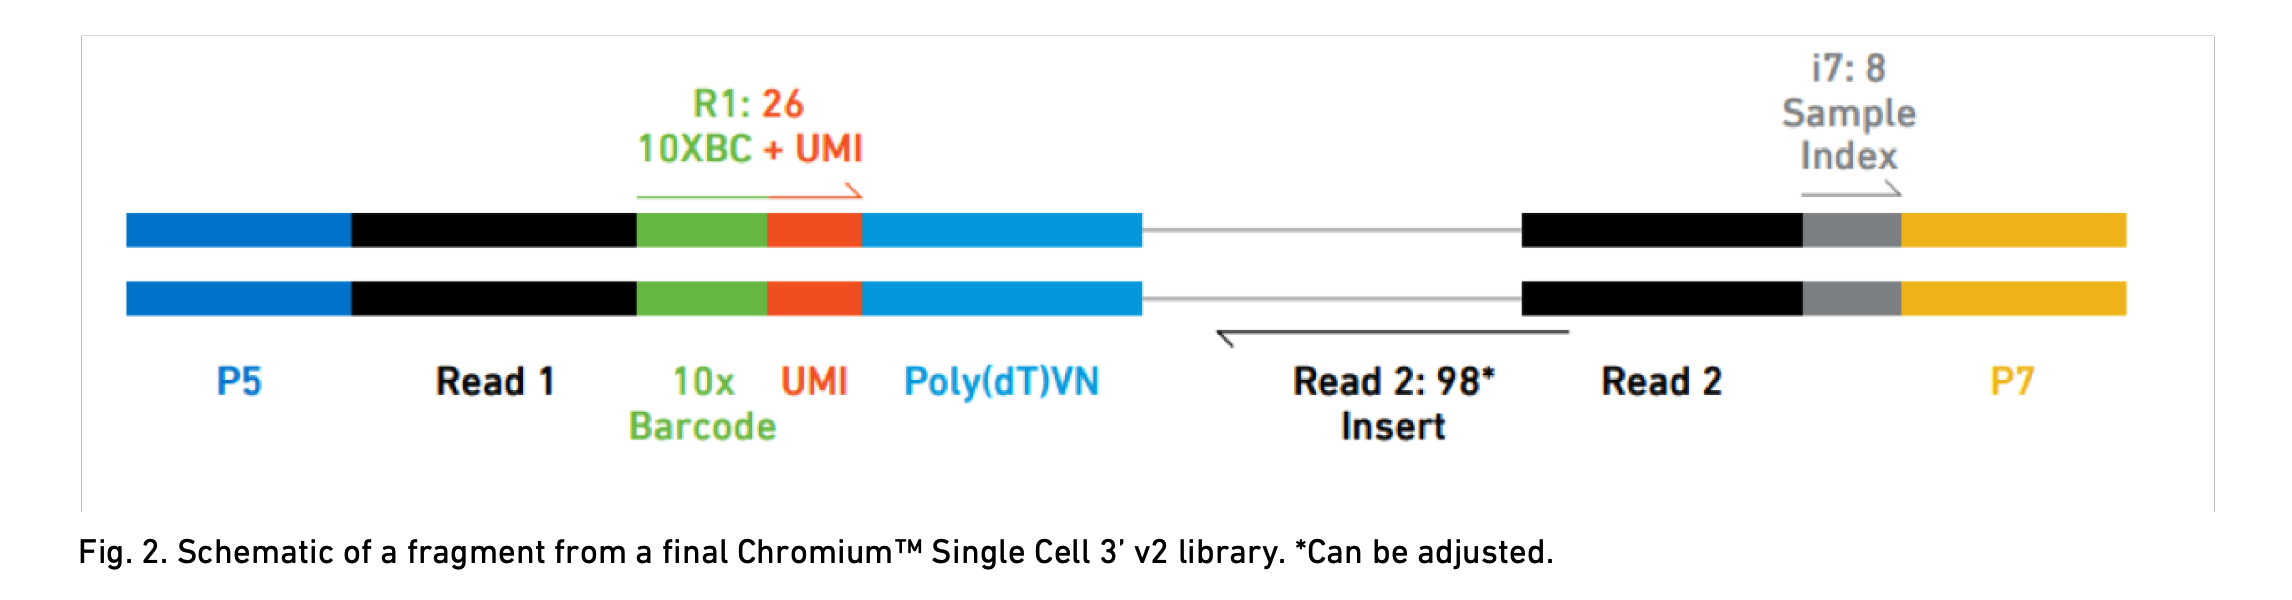 R1: 26
10XBC + UMI
i7: 8
Sample
Index
P5
Read 1
10x
Barcode
UMI
Poly(dT)VN
Read 2: 98*
Insert
Read 2
P7
Fig. 2. Schematic of a fragment from a final Chromium™ Single Cell 3’ v2 library. *Can be adjusted.